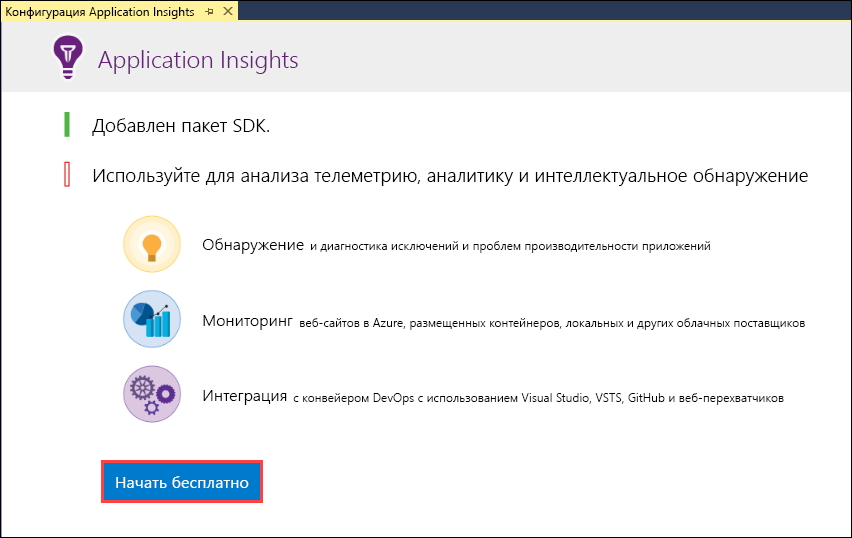 Конфигурация Application Insights
Application Insights
Добавлен пакет SDK.
Используйте для анализа телеметрию, аналитику и интеллектуальное обнаружение
Обнаружение и диагностика исключений и проблем производительности приложений
Мониторинг веб-сайтов в Azure, размещенных контейнеров, локальных и других облачных поставщиков
Интеграция с конвейером DevOps с использованием Visual Studio, VSTS, GitHub и веб-перехватчиков
Начать бесплатно